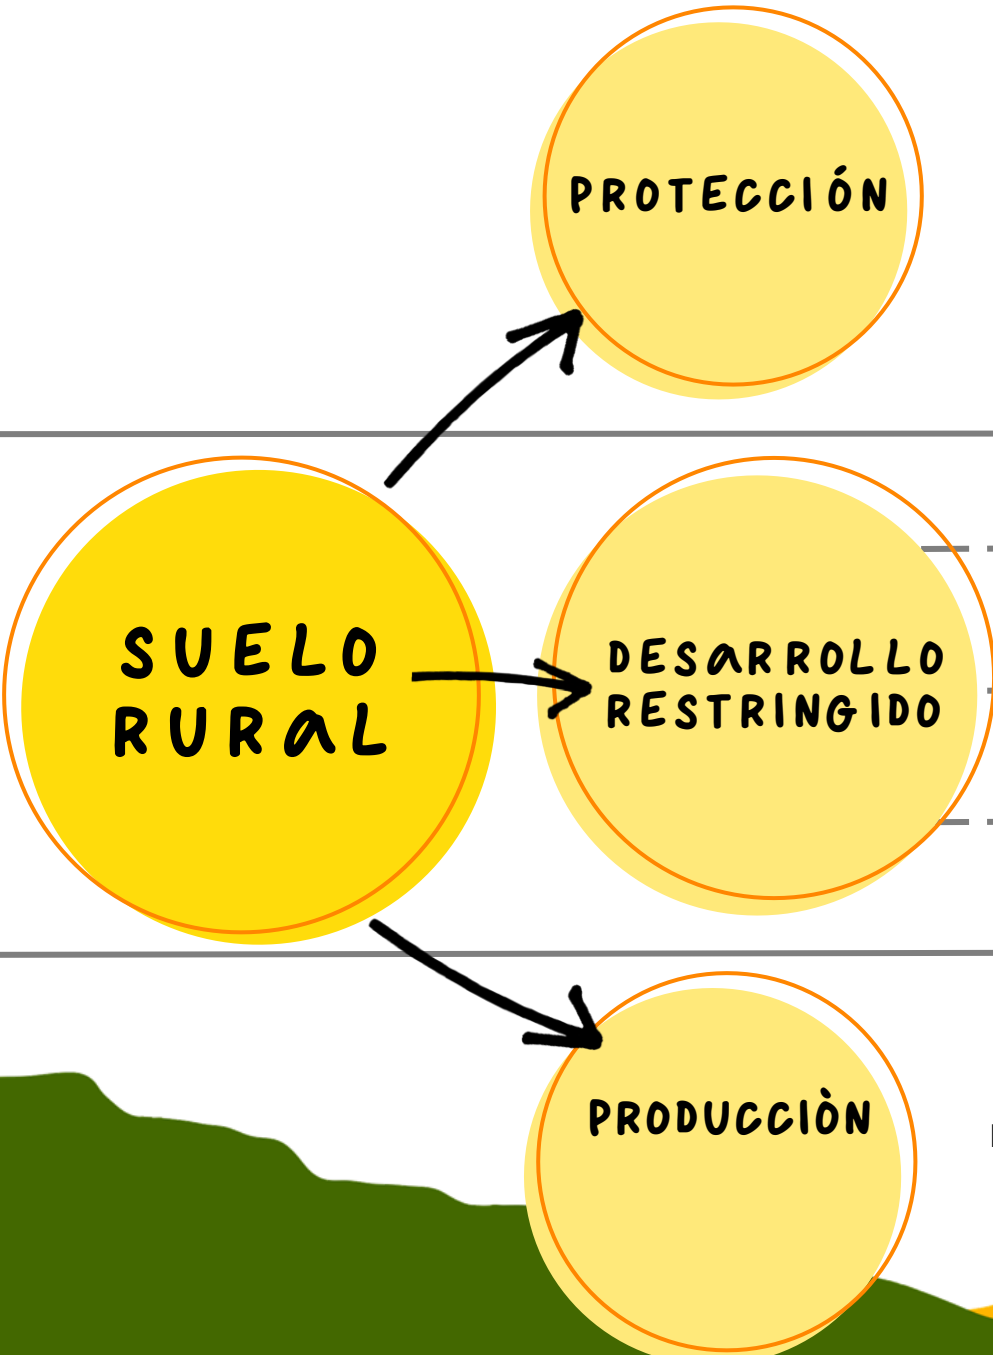 PROTECCIÓN
SUELO
RURAL
DESARROLLO
RESTRINGIDO
PRODUCCIÒN